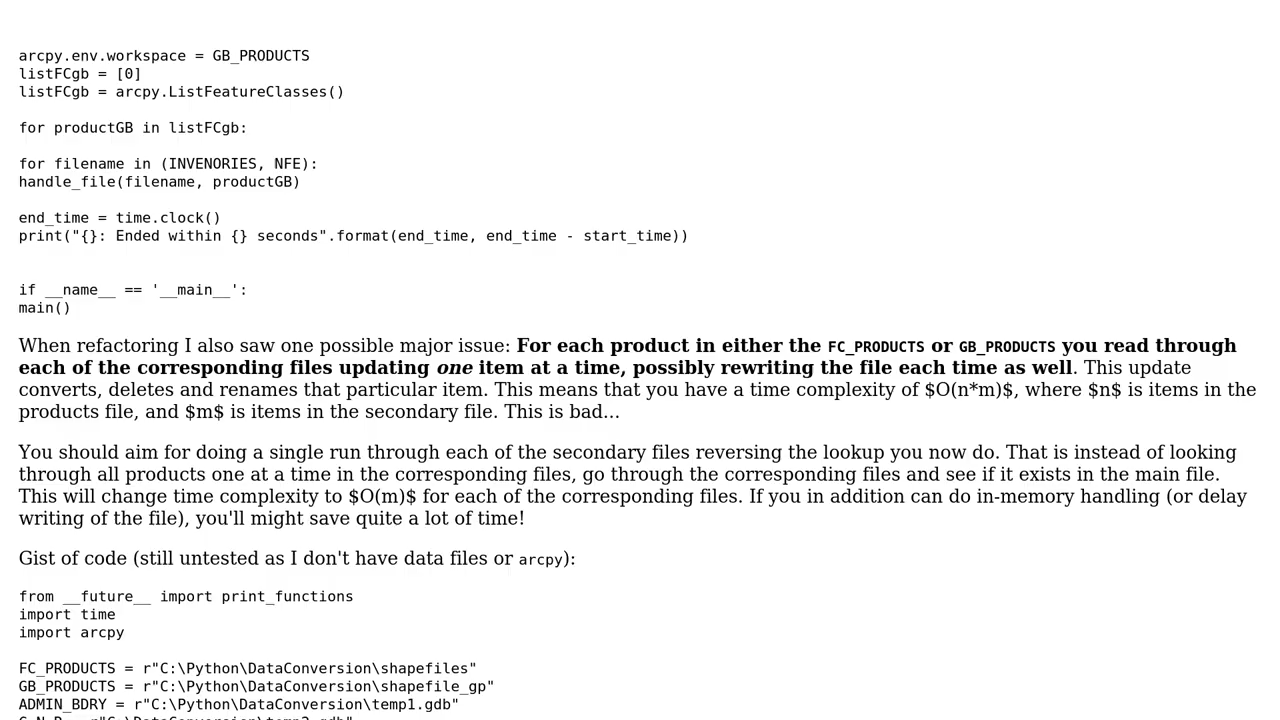 arcpy.env.workspace = GB_PRODUCTS
listFCgb = [0]
listFCgb = arcpy.ListFeatureClasses()
for productGB in listFCgb:
for filename in (INVENORIES, NFE):
handle_file(filename, productGB)
end_time = time.clock()
print("{}: Ended within {} seconds".format(end_time, end_time - start_time))
if __name__ == '__main__':
main()
When refactoring I also saw one possible major issue: For each product in either the FC_PRODUCTS or GB_PRODUCTS you read through
each of the corresponding files updating one item at a time, possibly rewriting the file each time as well. This update
converts, deletes and renames that particular item. This means that you have a time complexity of $O(n*m)$, where $n$ is items in the
products file, and $m$ is items in the secondary file. This is bad...
You should aim for doing a single run through each of the secondary files reversing the lookup you now do. That is instead of looking
through all products one at a time in the corresponding files, go through the corresponding files and see if it exists in the main file.
This will change time complexity to $O(m)$ for each of the corresponding files. If you in addition can do in-memory handling (or delay
writing of the file), you'll might save quite a lot of time!
Gist of code (still untested as I don't have data files or arcpy):
from __future__ import print_functions
import time
import arcpy
FC_PRODUCTS = r"C:\Python\DataConversion\shapefiles"
GB_PRODUCTS = r"C:\Python\DataConversion\shapefile_gp"
ADMIN_BDRY = r"C:\Python\DataConversion\temp1.gdb"